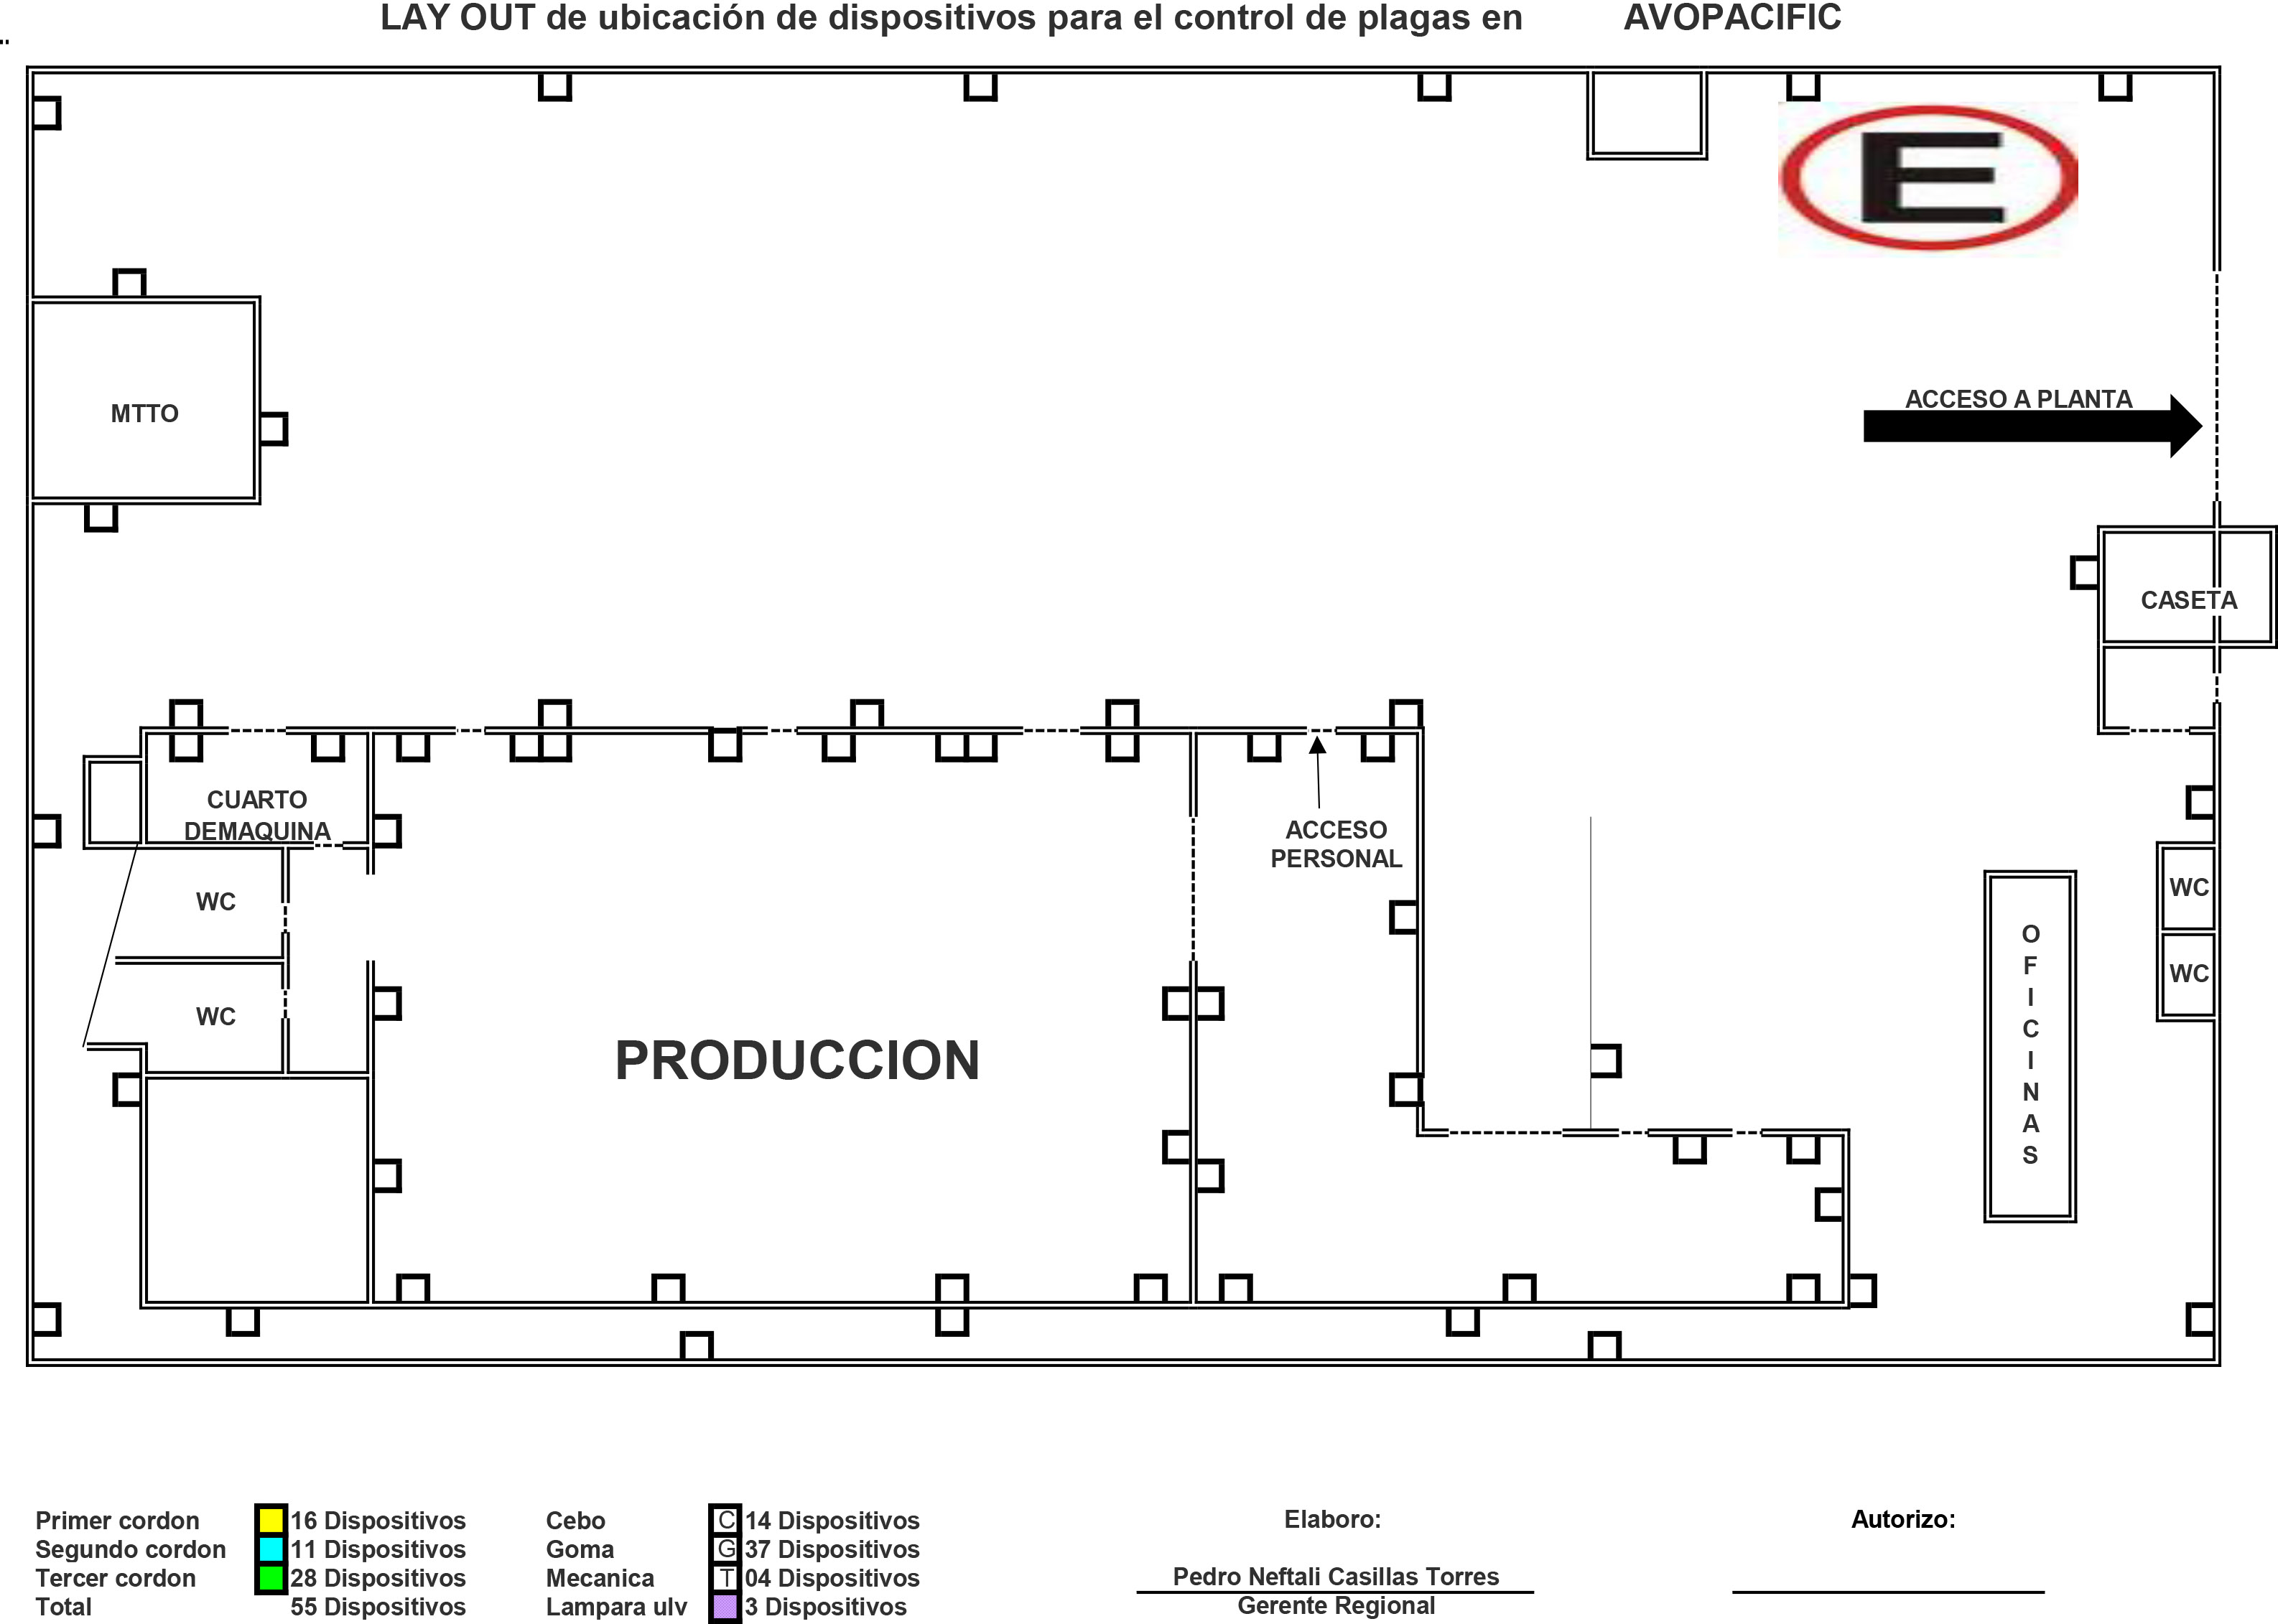 LAY OUT de ubicación de dispositivos para el control de plagas en AVOPACIFIC
E
MTTO
ACCESO A PLANTA
CASETA
CUARTO
DEMAQUINA
ACCESO
PERSONAL
WC
WC
WC
WC
O
F
I
C
I
N
A
S
PRODUCCION
Primer cordon 16 Dispositivos Cebo C 14 Dispositivos Elaboro: Autorizo:
Segundo cordon 11 Dispositivos Goma G 37 Dispositivos
Tercer cordon 28 Dispositivos Mecanica T 04 Dispositivos Pedro Neftali Casillas Torres
Total 55 Dispositivos Lampara ulv 3 Dispositivos Gerente Regional